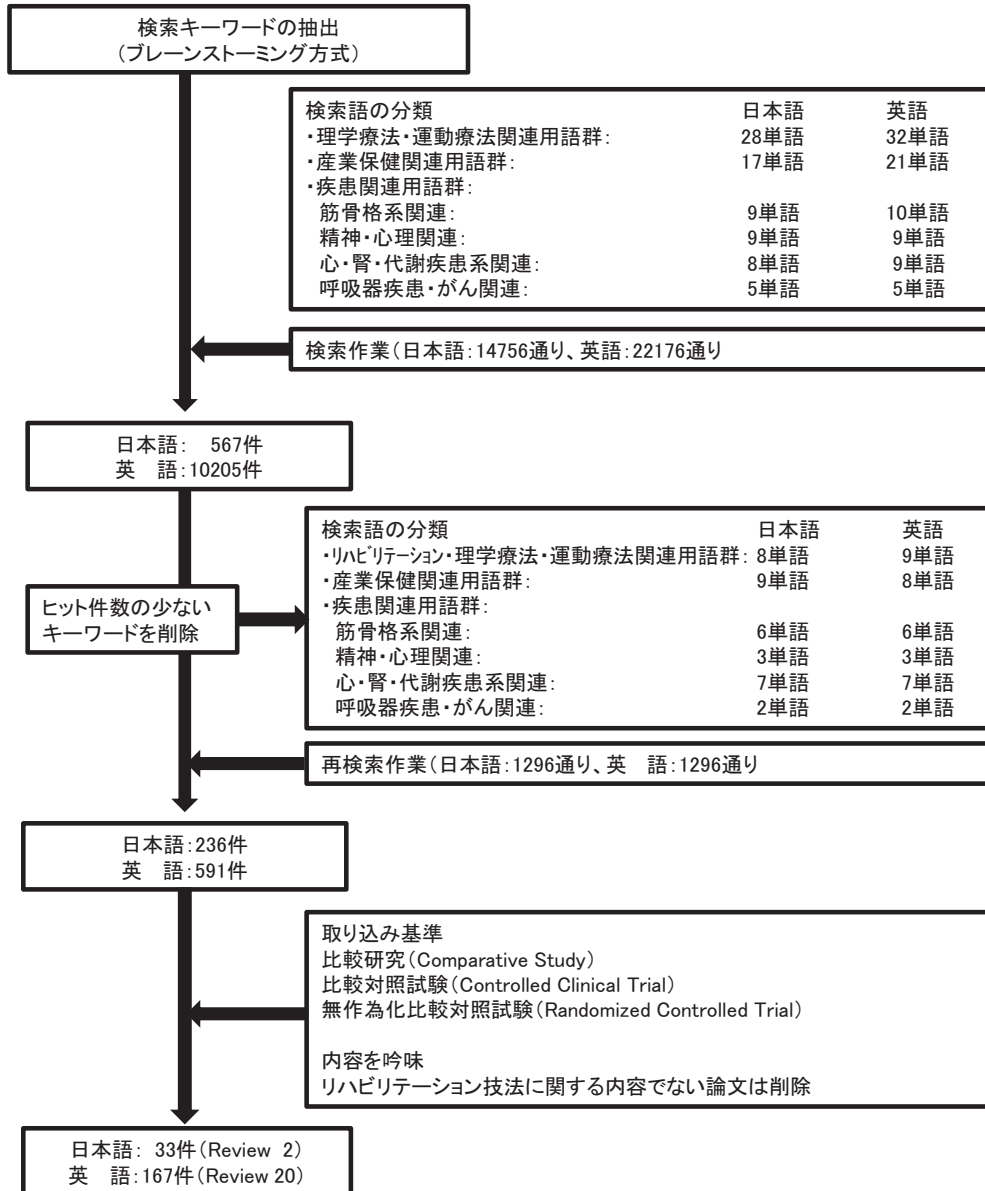 検索キーワードの抽出
(ブレーンストーミング方式)
検索語の分類 日本語 英語
・理学療法・運動療法関連用語群: 28単語 32単語
・産業保健関連用語群: 17単語 21単語
・疾患関連用語群:
筋骨格系関連: 9単語 10単語
精神・心理関連: 9単語 9単語
心・腎・代謝疾患系関連: 8単語 9単語
呼吸器疾患・がん関連: 5単語 5単語
検索作業(日本語:14756通り、英語:22176通り
日本語: 567件
英 語:10205件
検索語の分類 日本語 英語
・リハビリテーション・理学療法・運動療法関連用語群: 8単語 9単語
・産業保健関連用語群: 9単語 8単語
・疾患関連用語群:
筋骨格系関連: 6単語 6単語
精神・心理関連: 3単語 3単語
心・腎・代謝疾患系関連: 7単語 7単語
呼吸器疾患・がん関連: 2単語 2単語
ヒット件数の少ない
キーワードを削除
再検索作業(日本語:1296通り、英 語:1296通り
日本語:236件
英 語:591件
取り込み基準
比較研究(Comparative Study)
比較対照試験(Controlled Clinical Trial)
無作為化比較対照試験(Randomized Controlled Trial)
内容を吟味
リハビリテーション技法に関する内容でない論文は削除
日本語: 33件(Review 2)
英 語:167件(Review 20)